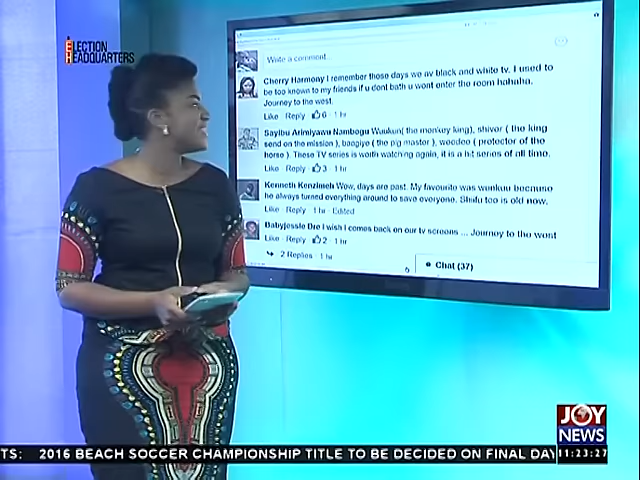 ELECTION
HEADQUARTERS
Write a comment...
Cherry Harmony I remember those days we av black and white tv. I used to
be too known to my friends if u dont bath u wont enter the room hahaha.
Journey to the west.
Like · Reply · 6 · 1 hr
Sayibu Arimiyawu Nambogu Wuukun( the monkey king), shivor ( the king
send on the mission ), baagiye ( the pig master ), weedee ( protector of the
horse ). These TV series is worth watching again, it is a hit series of all time.
Like · Reply · 3 · 1 hr
Kenneth Kenzimeh Wow, days are past. My favourite was wunkuu because
he always turned everything around to save everyone. Shifu too is old now.
Like · Reply · 1 hr · Edited
Babyjessie Dre I wish I comes back on our tv screens ... Journey to the west
Like · Reply · 2 · 1 hr
2 Replies · 1 hr
Chat (37)
JOY
NEWS
TS: 2016 BEACH SOCCER CHAMPIONSHIP TITLE TO BE DECIDED ON FINAL DAY
11:23:27